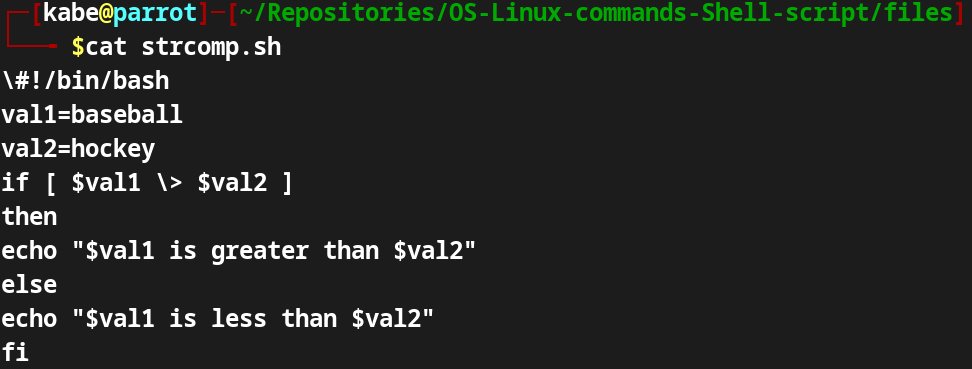 ┌─[kabe@parrot]─[~/Repositories/OS-Linux-commands-Shell-script/files]
└──╼ $cat strcomp.sh
\#!/bin/bash
val1=baseball
val2=hockey
if [ $val1 \> $val2 ]
then
echo "$val1 is greater than $val2"
else
echo "$val1 is less than $val2"
fi